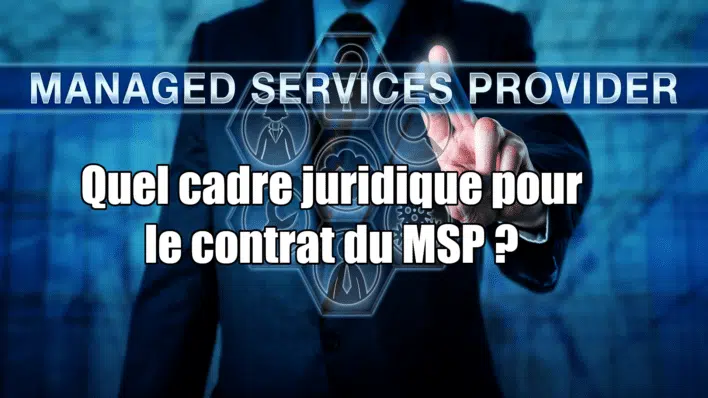 MANAGED SERVICES PROVIDER
Quel cadre juridique pour
le contrat du MSP ?